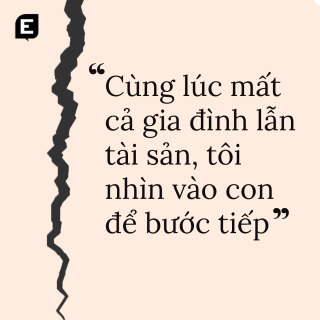 E
“Cùng lúc mất
cả gia đình lẫn
tài sản, tôi
nhìn vào con
để bước tiếp”